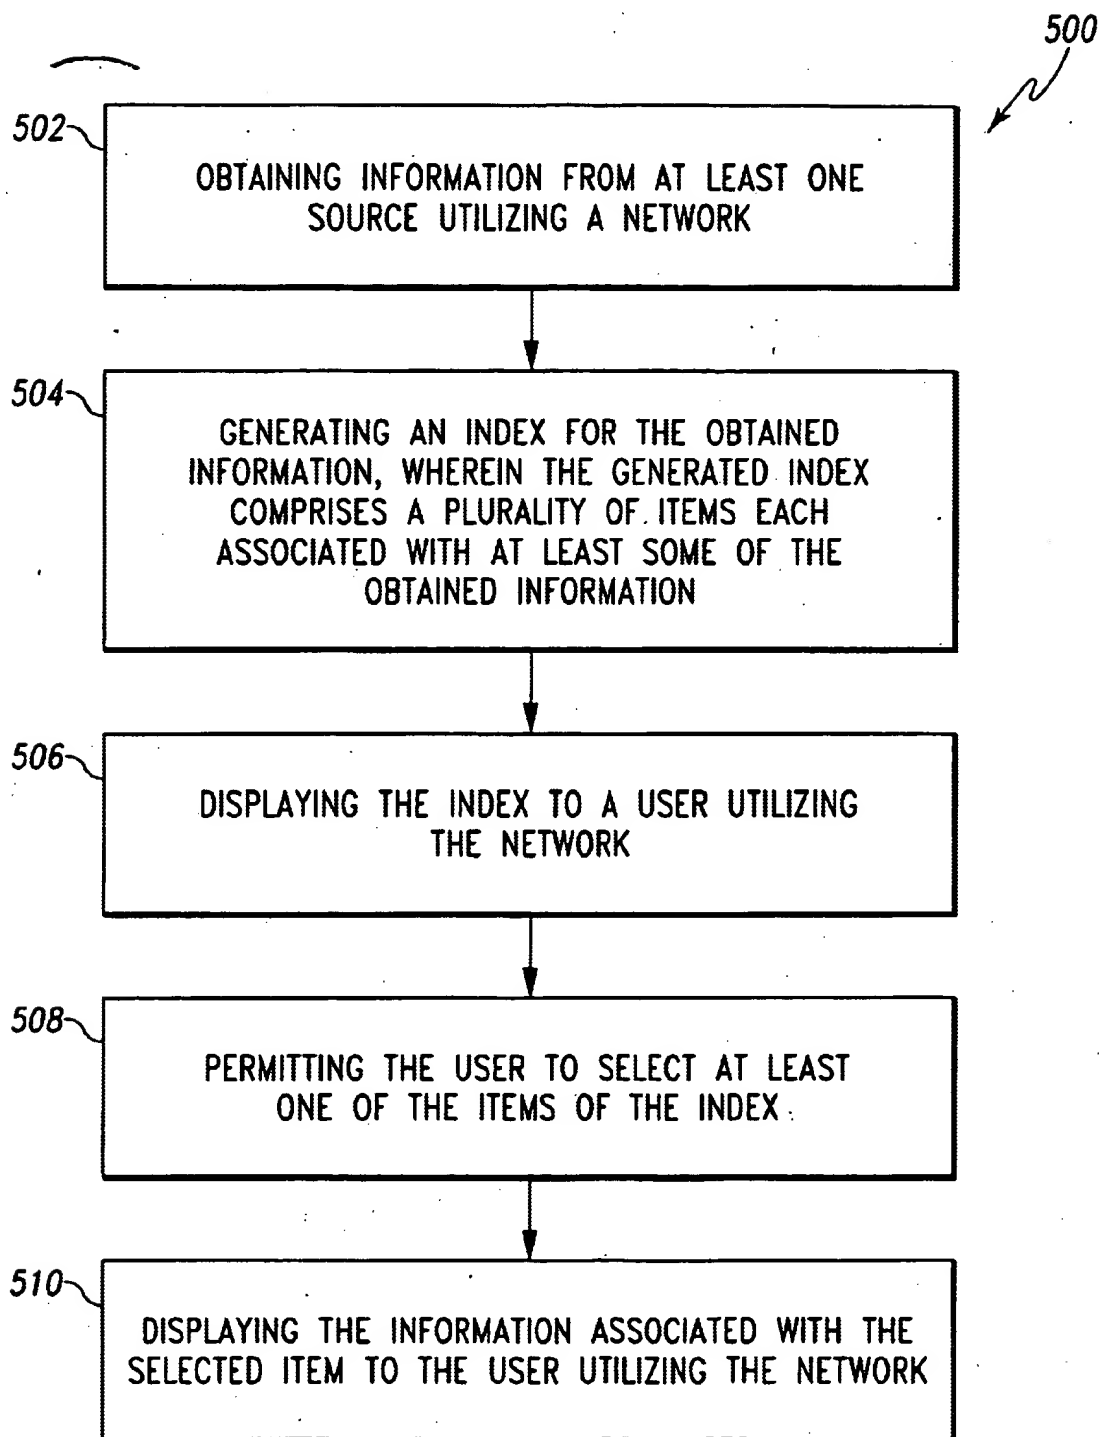 500
502
OBTAINING INFORMATION FROM AT LEAST ONE
SOURCE UTILIZING A NETWORK
504
GENERATING AN INDEX FOR THE OBTAINED
INFORMATION, WHEREIN THE GENERATED INDEX
COMPRISES A PLURALITY OF ITEMS EACH
ASSOCIATED WITH AT LEAST SOME OF THE
OBTAINED INFORMATION
506
DISPLAYING THE INDEX TO A USER UTILIZING
THE NETWORK
508
PERMITTING THE USER TO SELECT AT LEAST
ONE OF THE ITEMS OF THE INDEX
510
DISPLAYING THE INFORMATION ASSOCIATED WITH THE
SELECTED ITEM TO THE USER UTILIZING THE NETWORK